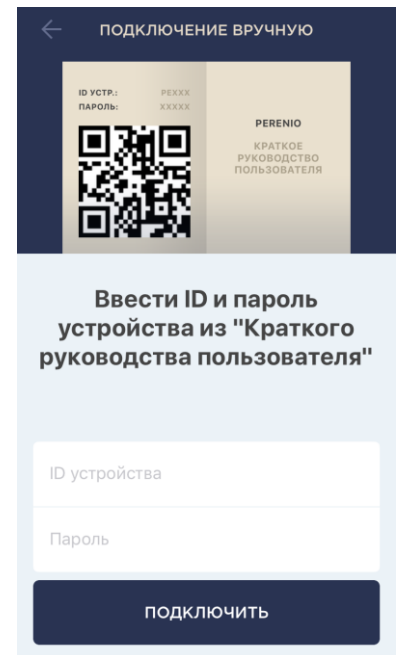 ПОДКЛЮЧЕНИЕ ВРУЧНУЮ
ID УСТР.: PEXXX
ПАРОЛЬ: XXXXX
PERENIO
КРАТКОЕ
РУКОВОДСТВО
ПОЛЬЗОВАТЕЛЯ
Ввести ID и пароль
устройства из "Краткого
руководства пользователя"
ID устройства
Пароль
ПОДКЛЮЧИТЬ